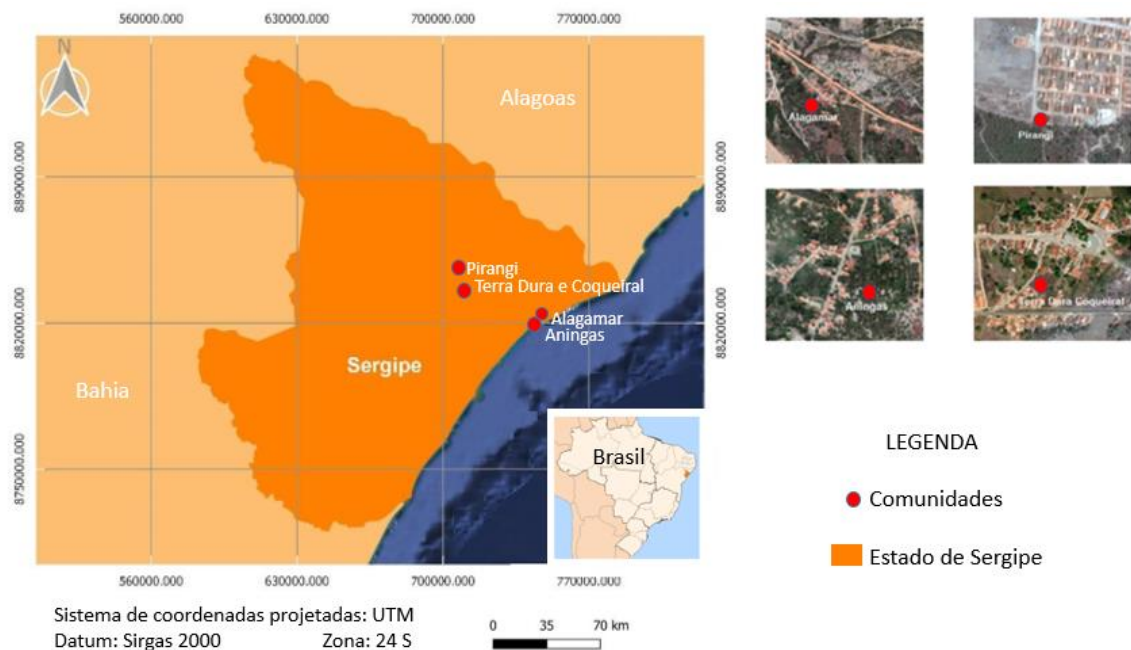 560000.000 630000.000 700000.000 770000.000
N
Alagoas
8890000.000
8890000.000
Pirangi
Terra Dura e Coqueiral
Alagamar
Aningas
8820000.000
8820000.000
Sergipe
Bahia
Brasil
8750000.000
8750000.000
560000.000 630000.000 700000.000 770000.000
Sistema de coordenadas projetadas: UTM
Datum: Sirgas 2000 Zona: 24 S
0 35 70 km
Alagamar
Pirangi
Aningas
Terra Dura Coqueiral
LEGENDA
Comunidades
Estado de Sergipe